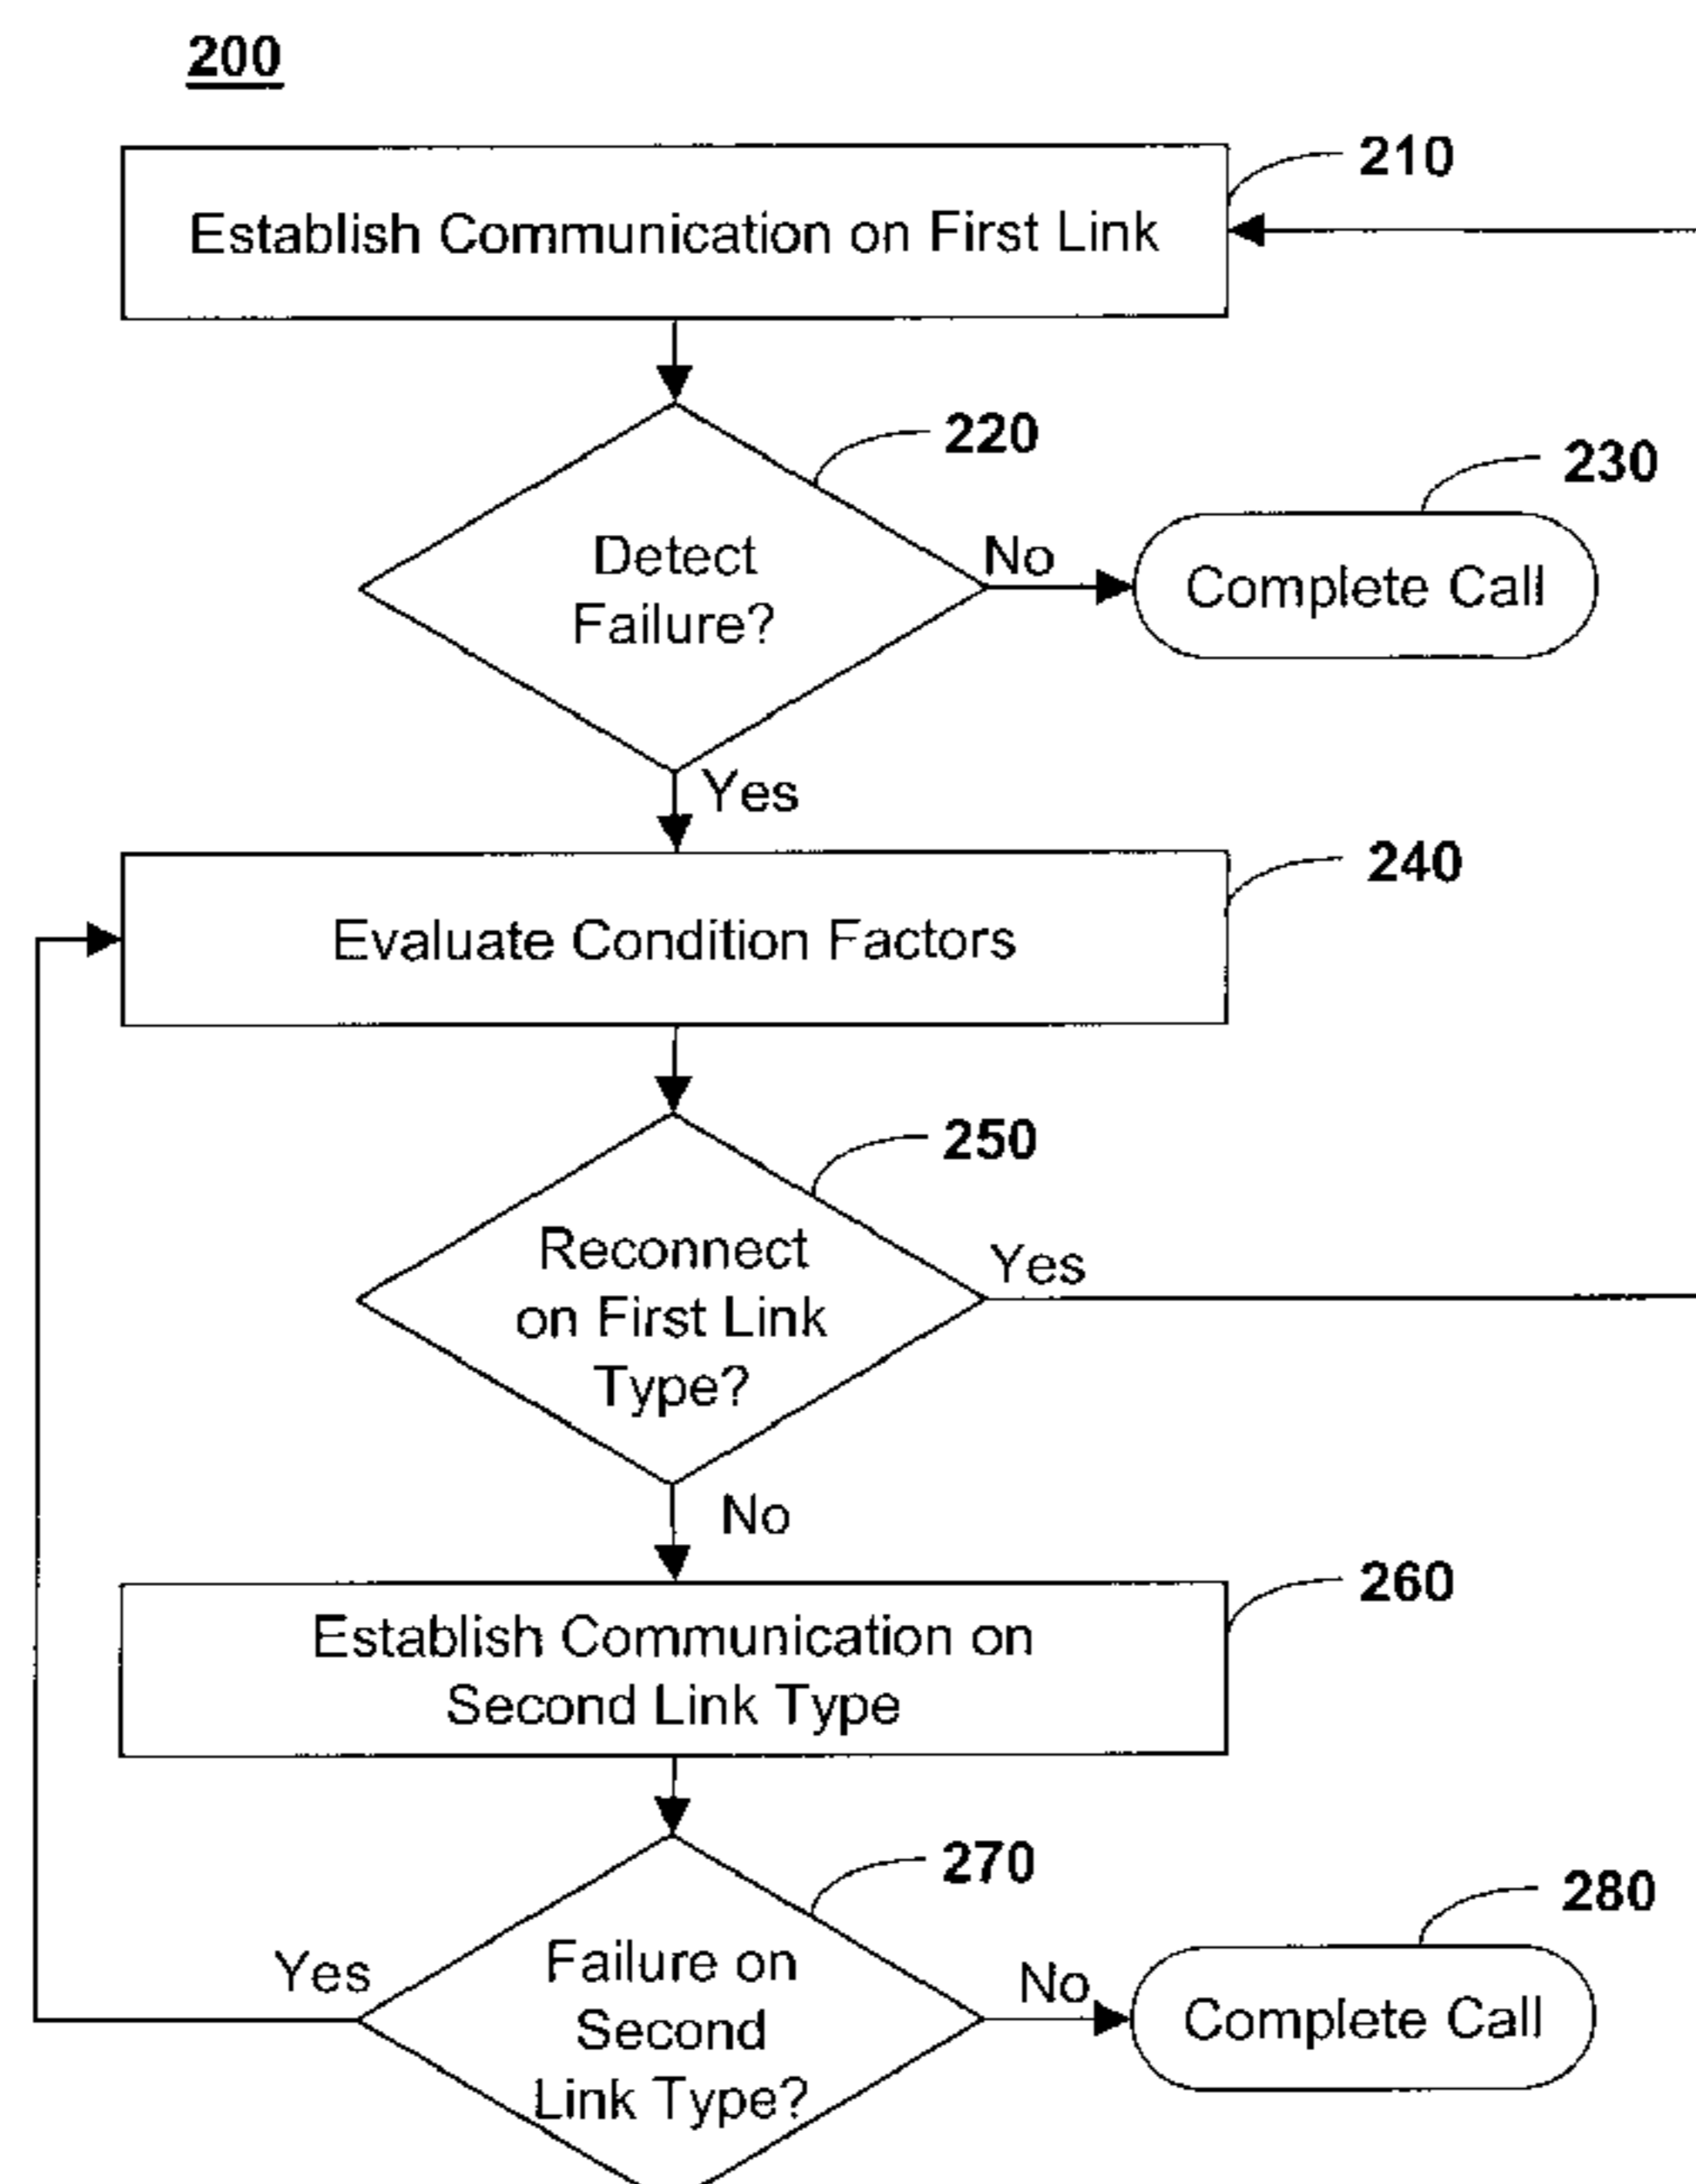 200
210
Establish Communication on First Link
220
230
Detect
Failure?
No
Complete Call
Yes
240
Evaluate Condition Factors
250
Reconnect
on First Link
Type?
Yes
No
260
Establish Communication on
Second Link Type
270
280
Yes
Failure on
Second
Link Type?
No
Complete Call